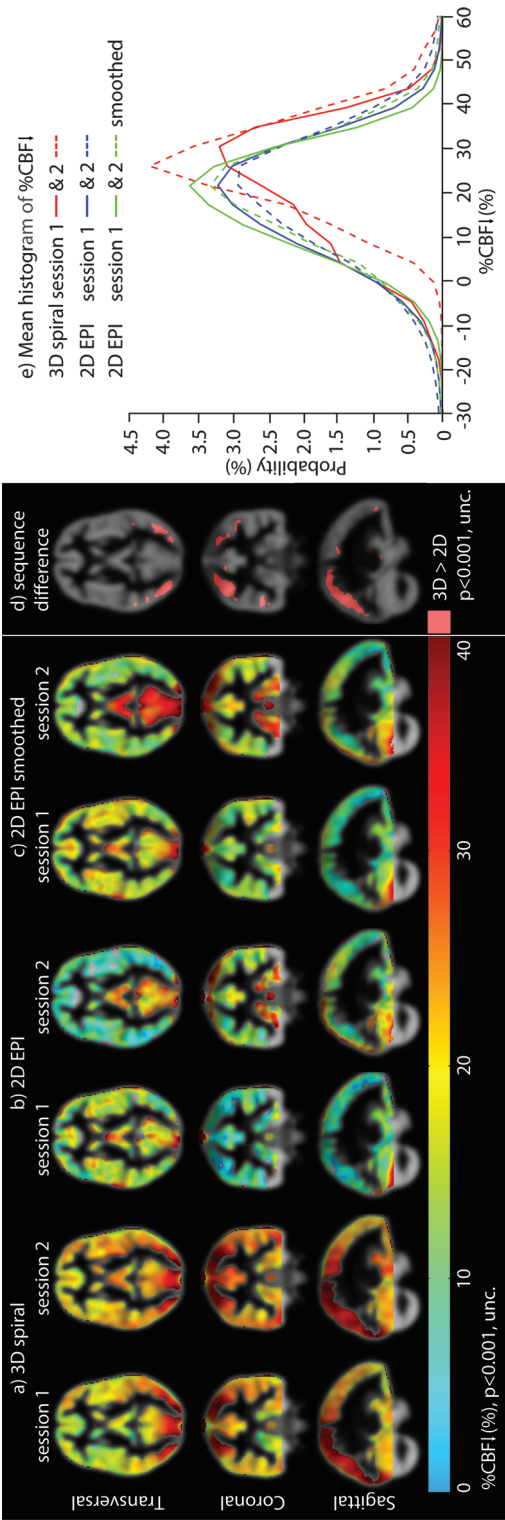 a) 3D spiral
b) 2D EPI
c) 2D EPI smoothed
d) sequence
difference
session 1
session 2
session 1
session 2
session 1
session 2
Transversal
Coronal
Sagittal
0
10
20
30
40
%CBF↓(%), p<0.001, unc.
3D > 2D
p<0.001, unc.
e) Mean histogram of %CBF↓
3D spiral session 1 & 2
2D EPI session 1 & 2
2D EPI session 1 & 2 smoothed
Probability (%)
4.5
4.0
3.5
3.0
2.5
2.0
1.5
1.0
0.5
0
-30
-20
-10
0
10
20
30
40
50
60
%CBF↓(%)